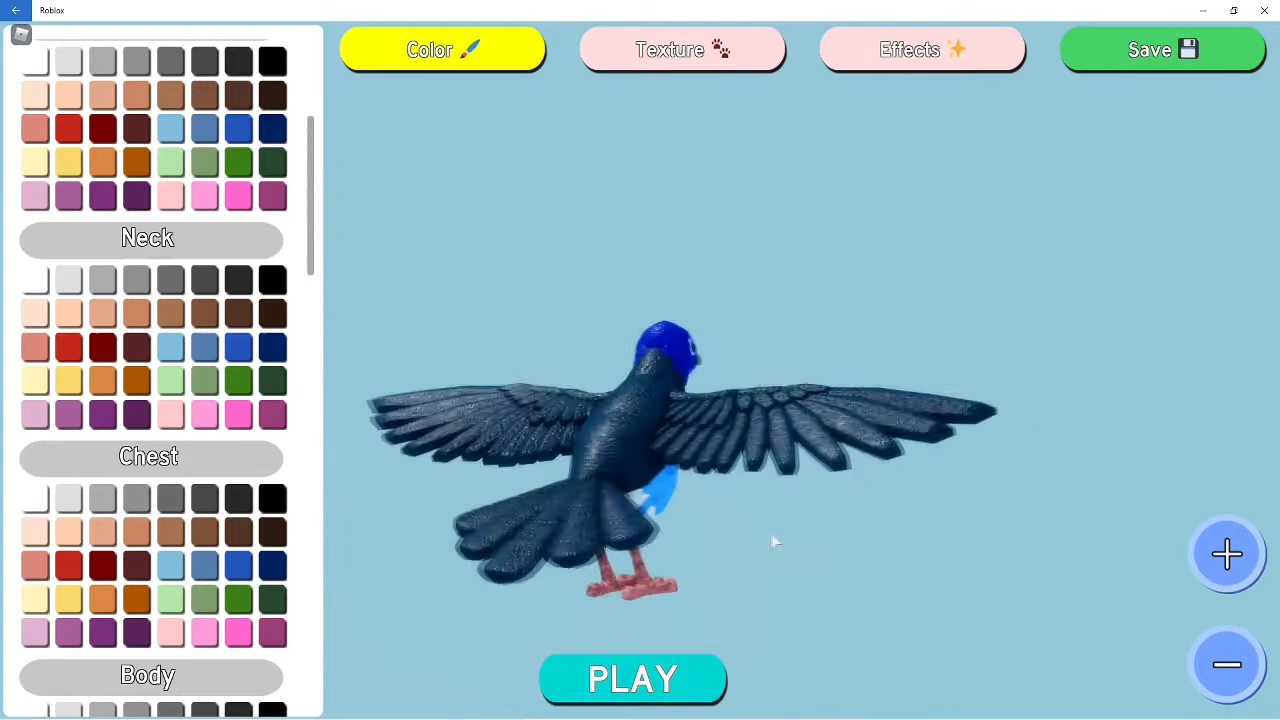 Roblox
Color
Texture
Effects
Save
Neck
Chest
Body
PLAY